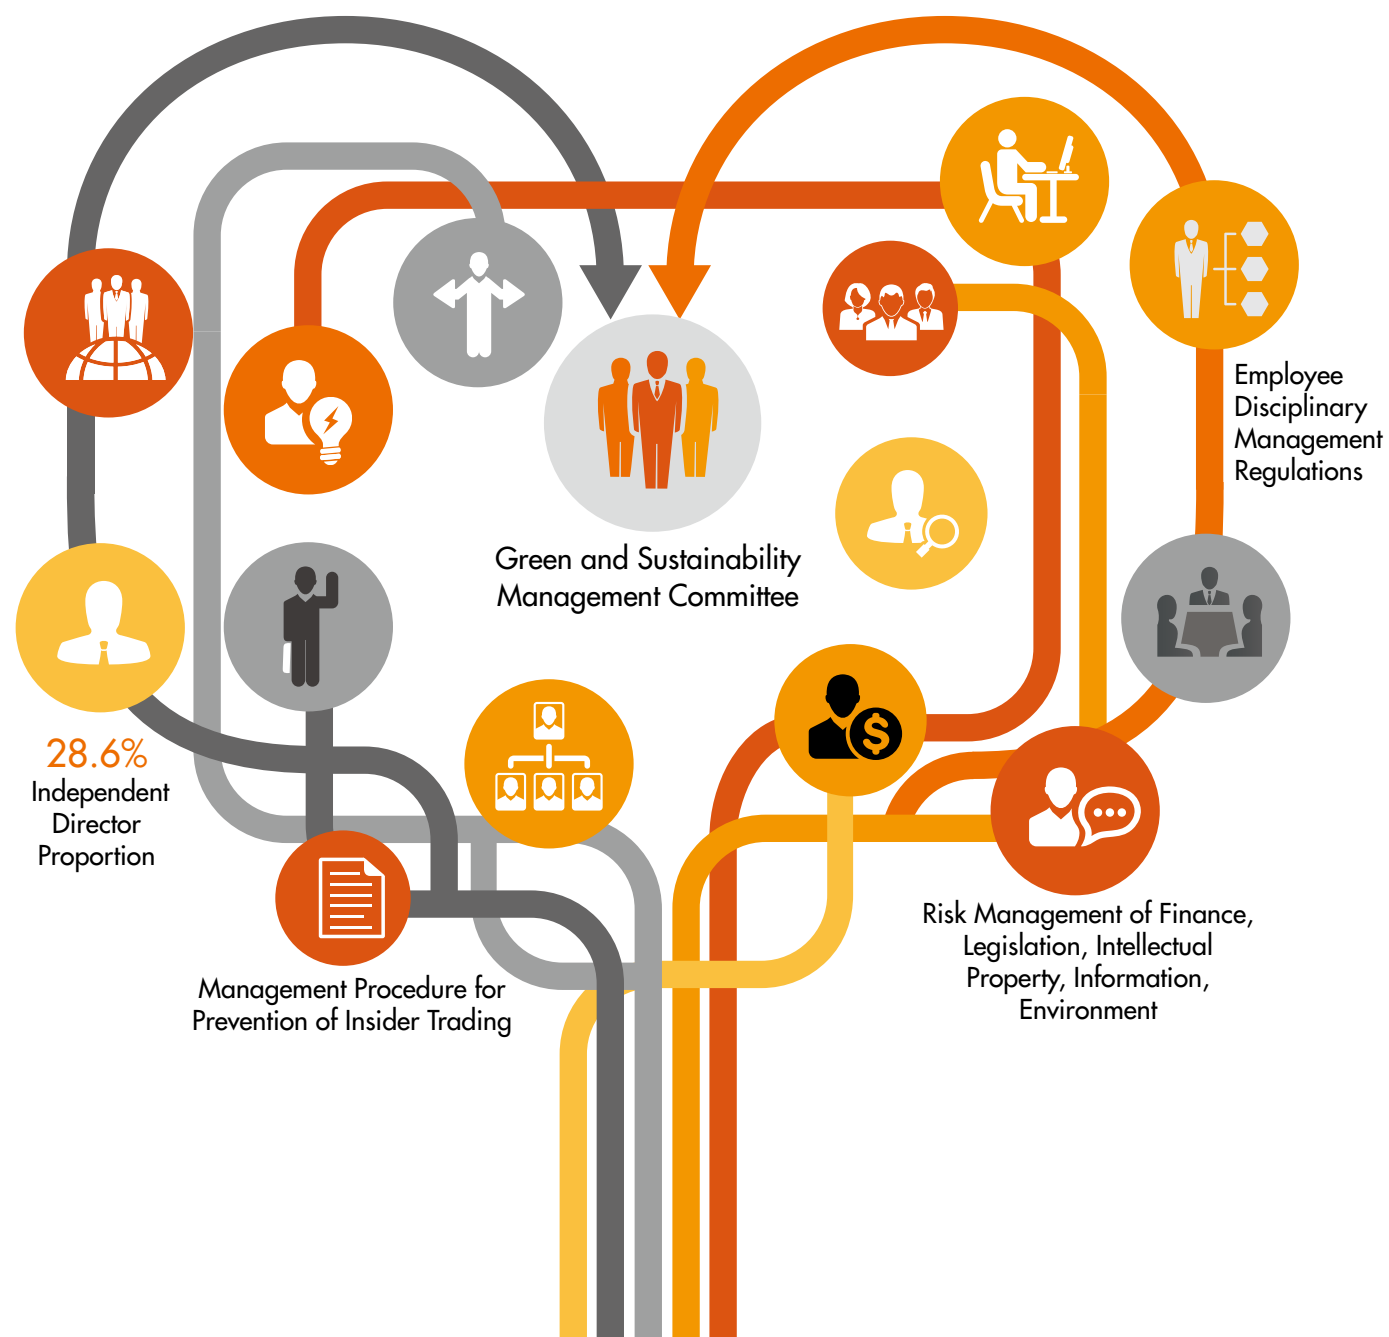 Employee
Disciplinary
Management
Regulations
Green and Sustainability
Management Committee
28.6%
Independent
Director
Proportion
Risk Management of Finance,
Legislation, Intellectual
Property, Information,
Environment
Management Procedure for
Prevention of Insider Trading